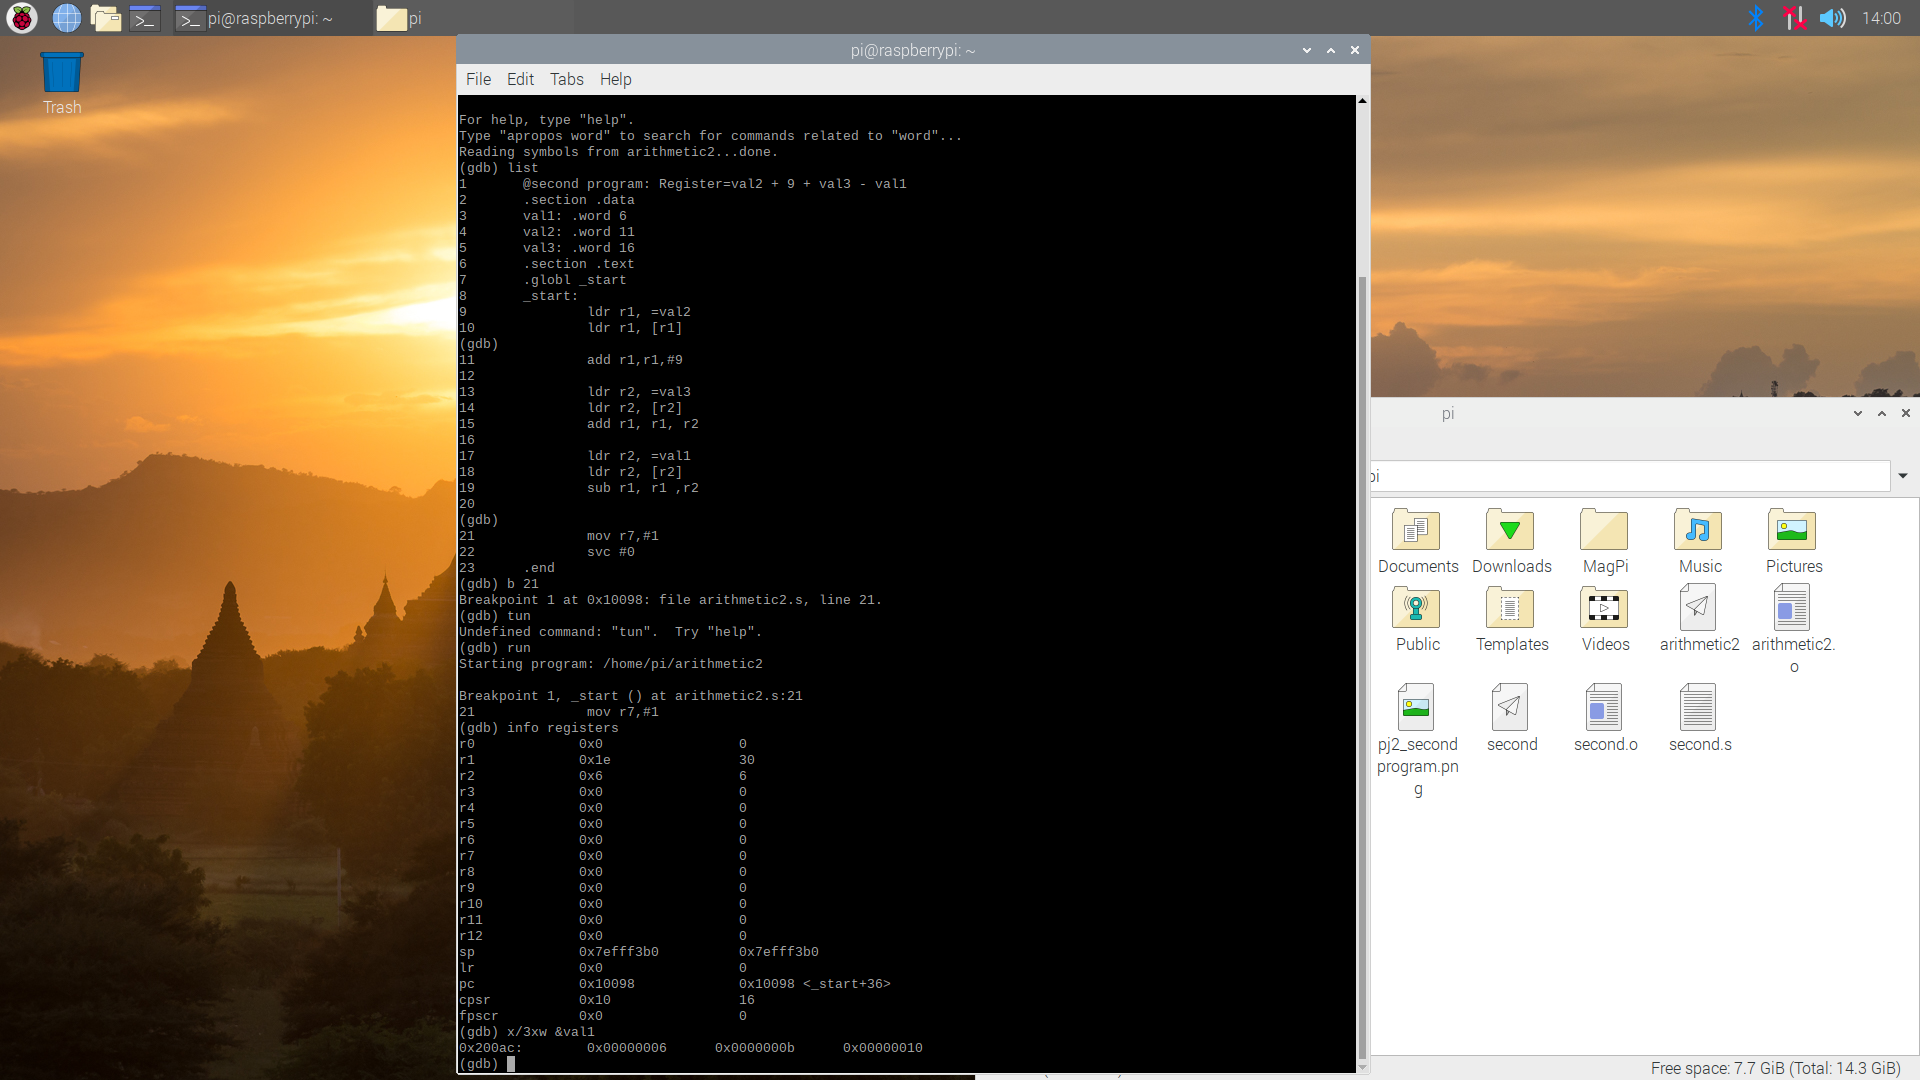 pi@raspberrypi: ~
pi
14:00
Trash
pi@raspberrypi: ~
File Edit Tabs Help
For help, type "help".
Type "apropos word" to search for commands related to "word"...
Reading symbols from arithmetic2...done.
(gdb) list
1 @second program: Register=val2 + 9 + val3 - val1
2 .section .data
3 val1: .word 6
4 val2: .word 11
5 val3: .word 16
6 .section .text
7 .globl _start
8 _start:
9 ldr r1, =val2
10 ldr r1, [r1]
(gdb)
11 add r1,r1,#9
12
13 ldr r2, =val3
14 ldr r2, [r2]
15 add r1, r1, r2
16
17 ldr r2, =val1
18 ldr r2, [r2]
19 sub r1, r1 ,r2
20
(gdb)
21 mov r7,#1
22 svc #0
23 .end
(gdb) b 21
Breakpoint 1 at 0x10098: file arithmetic2.s, line 21.
(gdb) tun
Undefined command: "tun".  Try "help".
(gdb) run
Starting program: /home/pi/arithmetic2
Breakpoint 1, _start () at arithmetic2.s:21
21 mov r7,#1
(gdb) info registers
r0 0x0 0
r1 0x1e 30
r2 0x6 6
r3 0x0 0
r4 0x0 0
r5 0x0 0
r6 0x0 0
r7 0x0 0
r8 0x0 0
r9 0x0 0
r10 0x0 0
r11 0x0 0
r12 0x0 0
sp 0x7efff3b0 0x7efff3b0
lr 0x0 0
pc 0x10098 0x10098 <_start+36>
cpsr 0x10 16
fpscr 0x0 0
(gdb) x/3xw &val1
0x200ac: 0x00000006 0x0000000b 0x00000010
(gdb)
pi
pi
Documents Downloads MagPi Music Pictures
Public Templates Videos arithmetic2 arithmetic2.
o
pj2_second second second.o second.s
program.pn
g
Free space: 7.7 GiB (Total: 14.3 GiB)